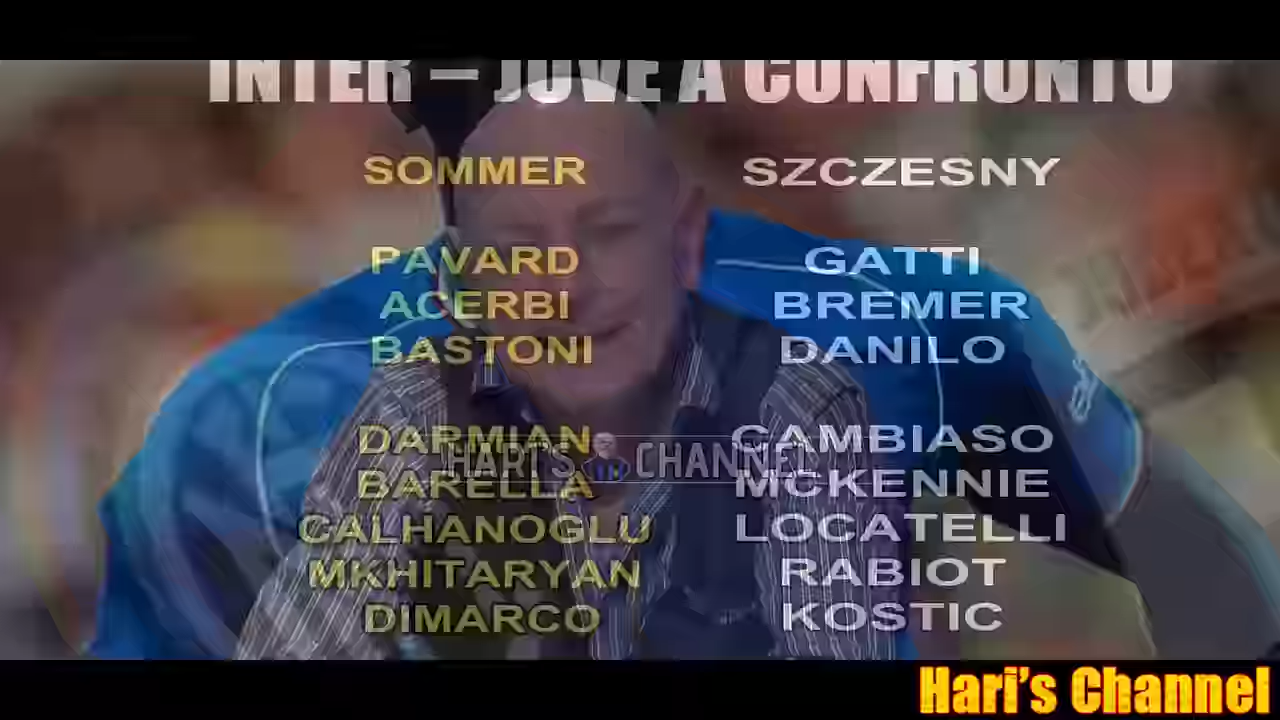 INTER – JUVE A CONFRONTO
SOMMER SZCZESNY
PAVARD GATTI
ACERBI BREMER
BASTONI DANILO
DARMIAN CAMBIASO
HARI'S CHANNEL
BARELLA MCKENNIE
CALHANOGLU LOCATELLI
MKHITARYAN RABIOT
DIMARCO KOSTIC
Hari's Channel